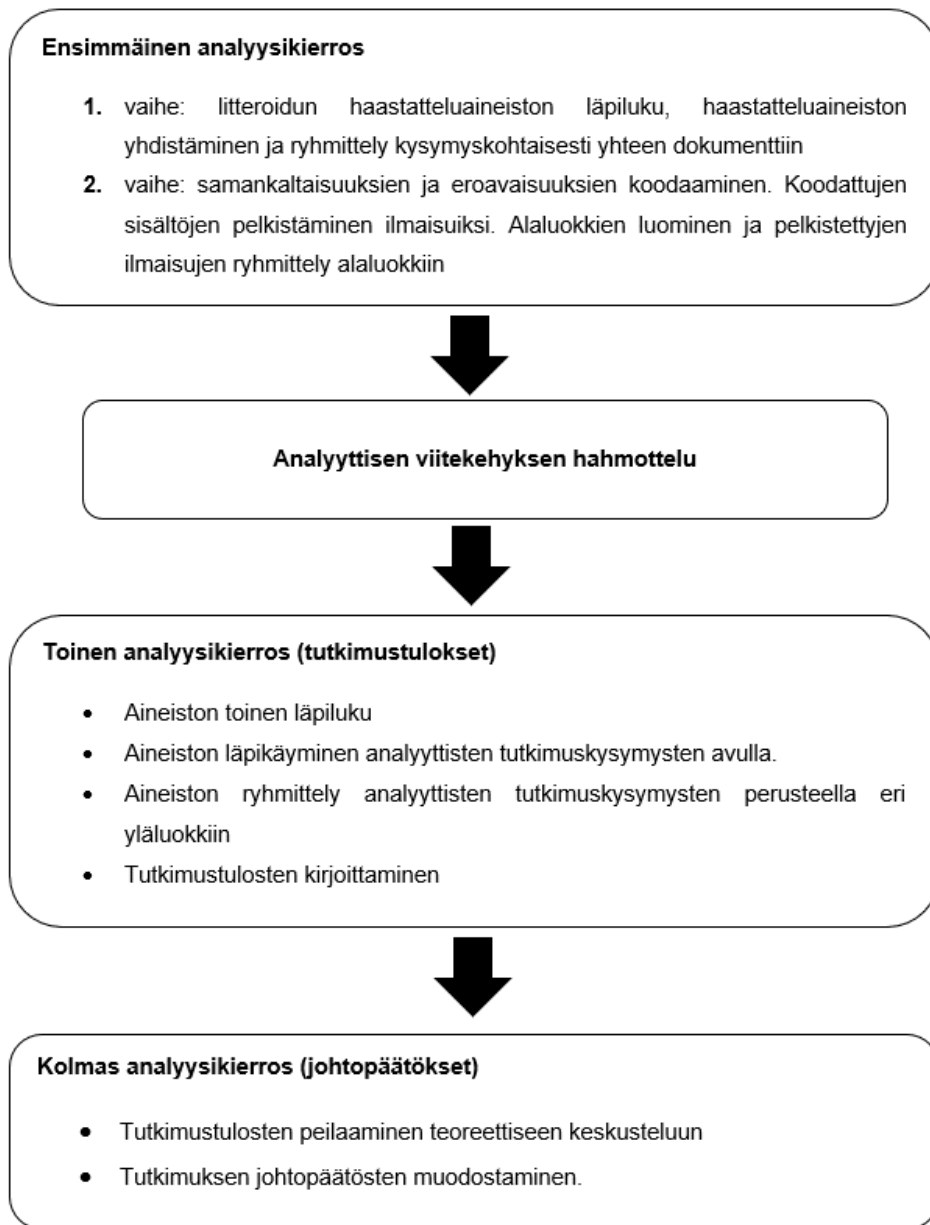 Ensimmäinen analyysikierros
1. vaihe: litteroidun haastatteluaineiston läpiluku, haastatteluaineiston
yhdistäminen ja ryhmittely kysymyskohtaisesti yhteen dokumenttiin
2. vaihe: samankaltaisuuksien ja eroavaisuuksien koodaaminen. Koodattujen
sisältöjen pelkistäminen ilmaisuiksi. Alaluokkien luominen ja pelkistettyjen
ilmaisujen ryhmittely alaluokkiin
Analyyttisen viitekehyksen hahmottelu
Toinen analyysikierros (tutkimustulokset)
• Aineiston toinen läpiluku
• Aineiston läpikäyminen analyyttisten tutkimuskysymysten avulla.
• Aineiston ryhmittely analyyttisten tutkimuskysymysten perusteella eri
yläluokkiin
• Tutkimustulosten kirjoittaminen
Kolmas analyysikierros (johtopäätökset)
• Tutkimustulosten peilaaminen teoreettiseen keskusteluun
• Tutkimuksen johtopäätösten muodostaminen.